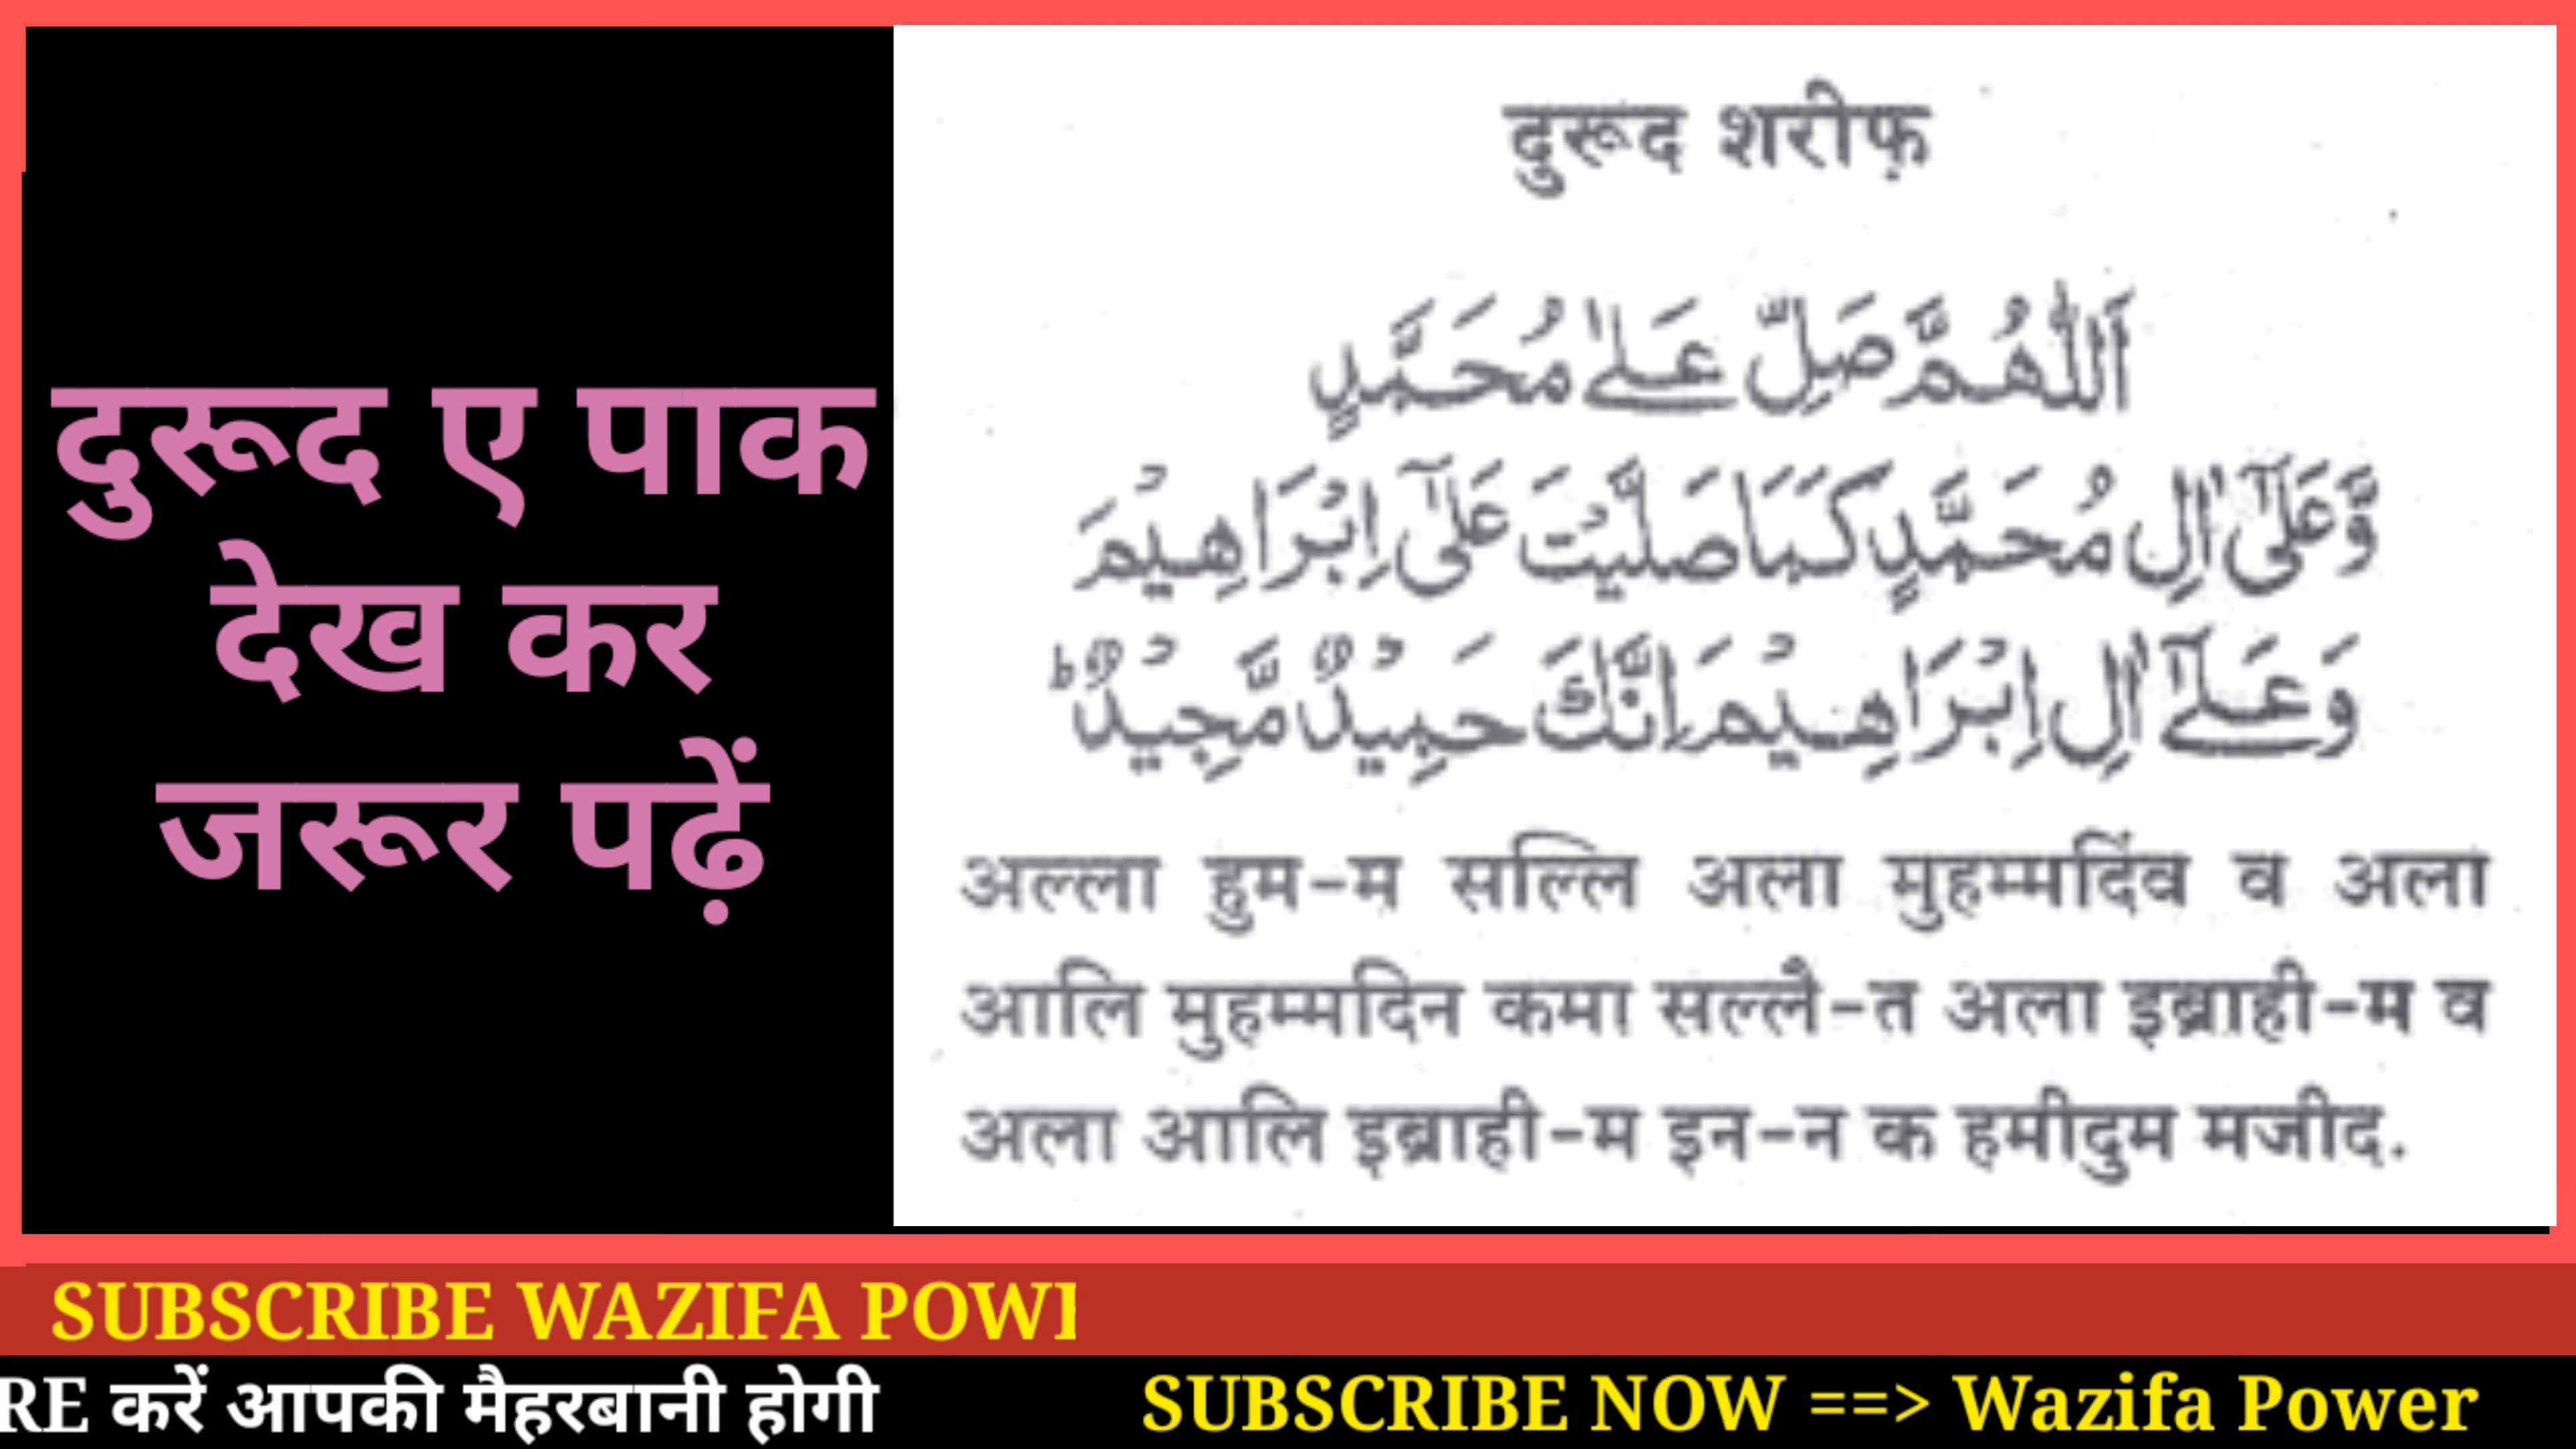 दुरूद ए पाक
देख कर
जरूर पढ़ें
दुरूद शरीफ़
اَللّٰهُمَّ صَلِّ عَلٰے مُحَمَّدٍ
وَّعَلٰٓى اٰلِ مُحَمَّدٍ كَمَا صَلَّيْتَ عَلٰٓى اِبْرَاهِيْمَ
وَعَلٰٓے اٰلِ اِبْرَاهِيْمَ اِنَّكَ حَمِيْدٌ مَّجِيْدٌ ؕ
अल्ला हुम-म सल्लि अला मुहम्मदिंव व अला
आलि मुहम्मदिन कमा सल्लै-त अला इब्राही-म व
अला आलि इब्राही-म इन-न क हमीदुम मजीद.
SUBSCRIBE WAZIFA POW
RE करें आपकी मैहरबानी होगी SUBSCRIBE NOW ==> Wazifa Power